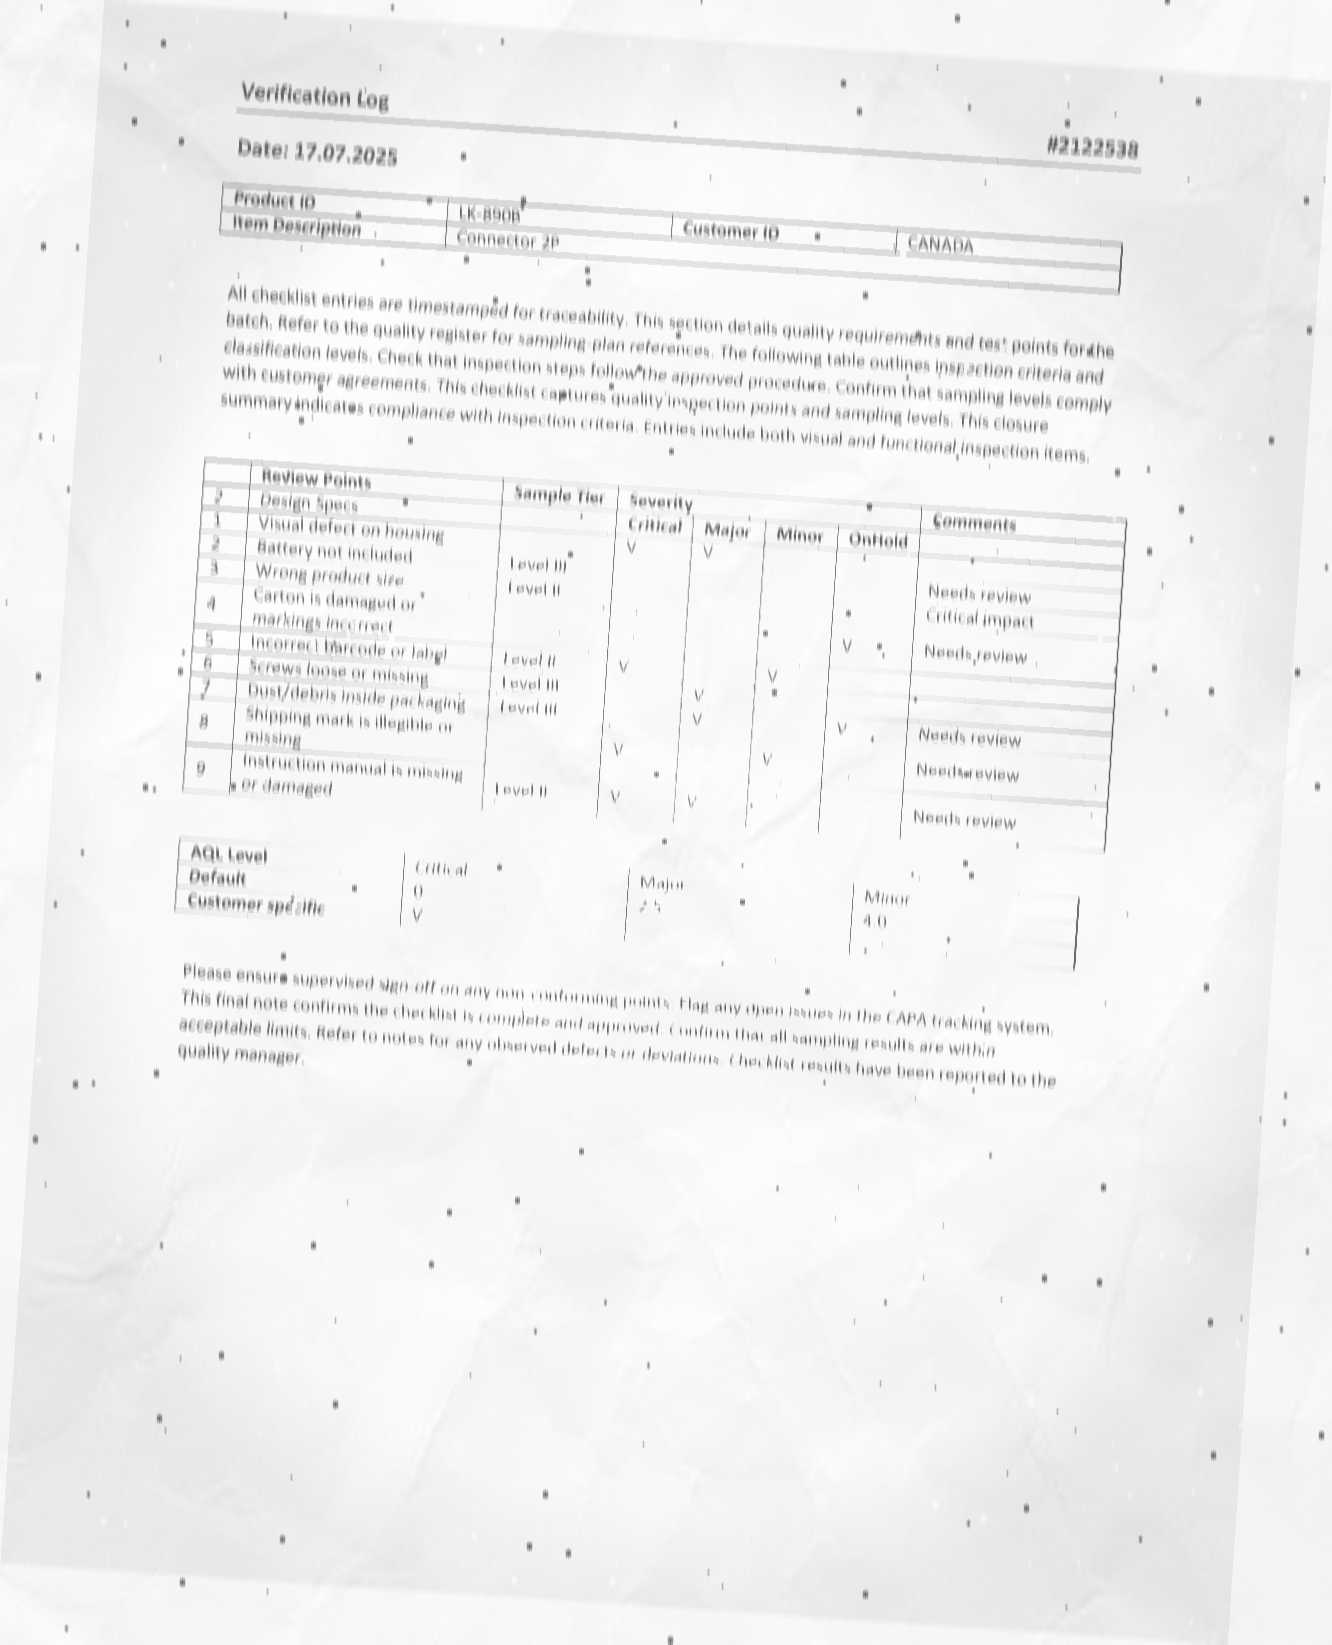 Verification Log
#2122538
Date: 17.07.2025
Product ID LK-890B Customer ID CANADA
Item Description Connector 2P
All checklist entries are timestamped for traceability. This section details quality requirements and test points for the
batch. Refer to the quality register for sampling plan references. The following table outlines inspection criteria and
classification levels. Check that inspection steps follow the approved procedure. Confirm that sampling levels comply
with customer agreements. This checklist captures quality inspection points and sampling levels. This closure
summary indicates compliance with inspection criteria. Entries include both visual and functional inspection items.
Review Points Sample Tier Severity Comments
Design Specs Critical Major Minor OnHold
1 Visual defect on housing V V
2 Battery not included Level III Needs review
3 Wrong product size Level II Critical impact
4 Carton is damaged or
markings incorrect V Needs review
5 Incorrect barcode or label Level II V V
6 Screws loose or missing Level III V
7 Dust/debris inside packaging Level III V V Needs review
8 Shipping mark is illegible or
missing V V Needs review
9 Instruction manual is missing
or damaged Level II V V Needs review
AQL Level Critical Major Minor
Default 0 2.5 4.0
Customer specific V
Please ensure supervised sign-off on any non-conforming points. Flag any open issues in the CAPA tracking system.
This final note confirms the checklist is complete and approved. Confirm that all sampling results are within
acceptable limits. Refer to notes for any observed defects or deviations. Checklist results have been reported to the
quality manager.